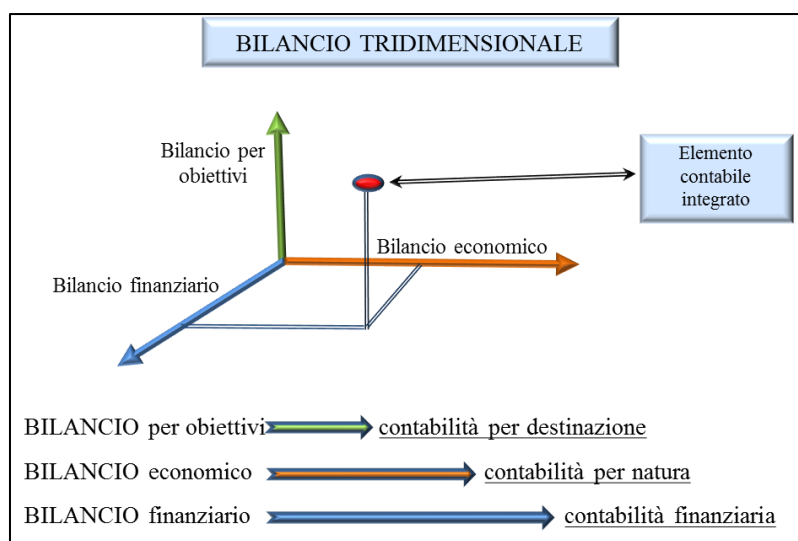 BILANCIO TRIDIMENSIONALE
Bilancio per
obiettivi
Elemento
contabile
integrato
Bilancio economico
Bilancio finanziario
BILANCIO per obiettivi contabilità per destinazione
BILANCIO economico contabilità per natura
BILANCIO finanziario contabilità finanziaria